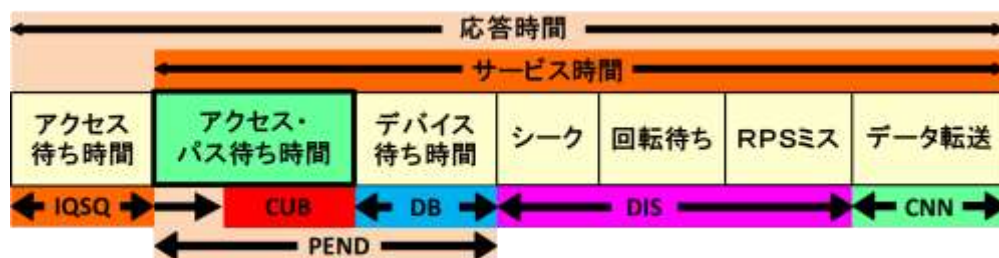 応答時間
サービス時間
アクセス
待ち時間
アクセス・
パス待ち時間
デバイス
待ち時間
シーク
回転待ち
RPSミス
データ転送
IQSQ
CUB
DB
DIS
CNN
PEND